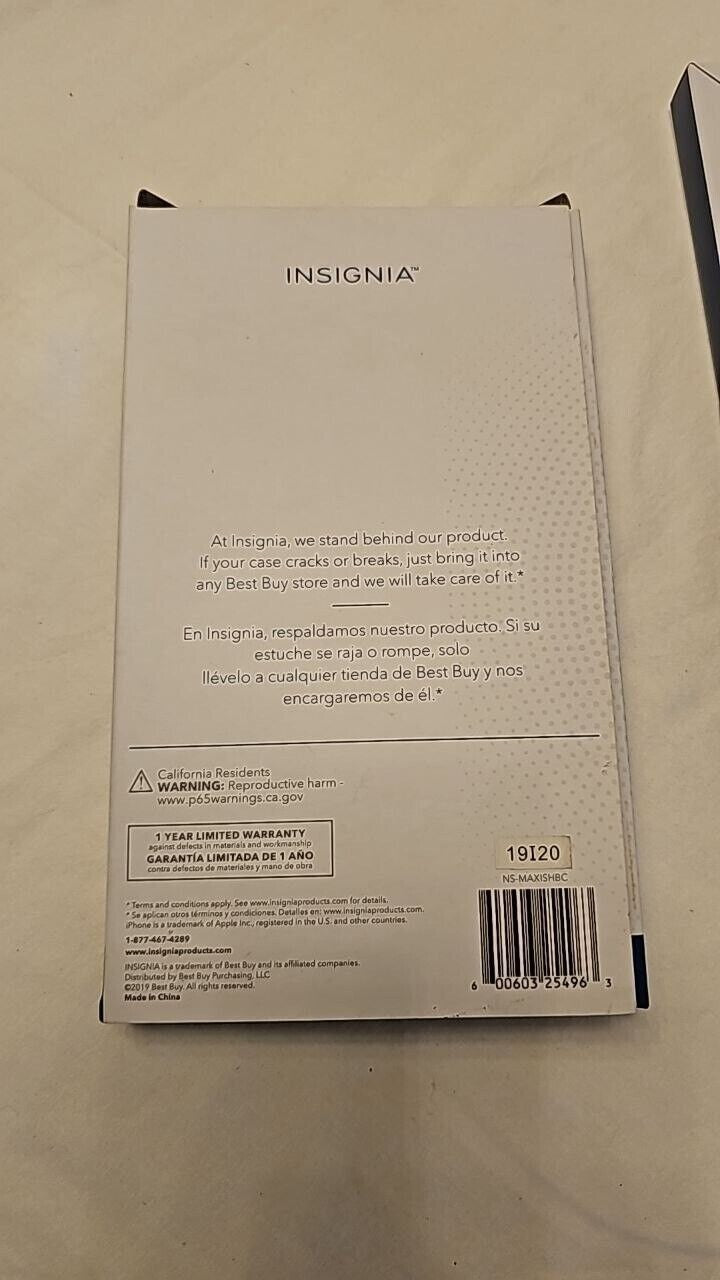 INSIGNIA™
At Insignia, we stand behind our product.
If your case cracks or breaks, just bring it into
any Best Buy store and we will take care of it.*
En Insignia, respaldamos nuestro producto. Si su
estuche se raja o rompe, solo
llévelo a cualquier tienda de Best Buy y nos
encargaremos de él.*
California Residents
WARNING: Reproductive harm -
www.p65warnings.ca.gov
1 YEAR LIMITED WARRANTY
against defects in materials and workmanship
GARANTÍA LIMITADA DE 1 AÑO
contra defectos de materiales y mano de obra
* Terms and conditions apply. See www.insigniaproducts.com for details.
* Se aplican otros términos y condiciones. Detalles en: www.insigniaproducts.com.
iPhone is a trademark of Apple Inc., registered in the U.S. and other countries.
1-877-467-4289
www.insigniaproducts.com
INSIGNIA is a trademark of Best Buy and its affiliated companies.
Distributed by Best Buy Purchasing, LLC
©2019 Best Buy. All rights reserved.
Made in China
19I20
NS-MAXISHBC
6 00603 25496 3